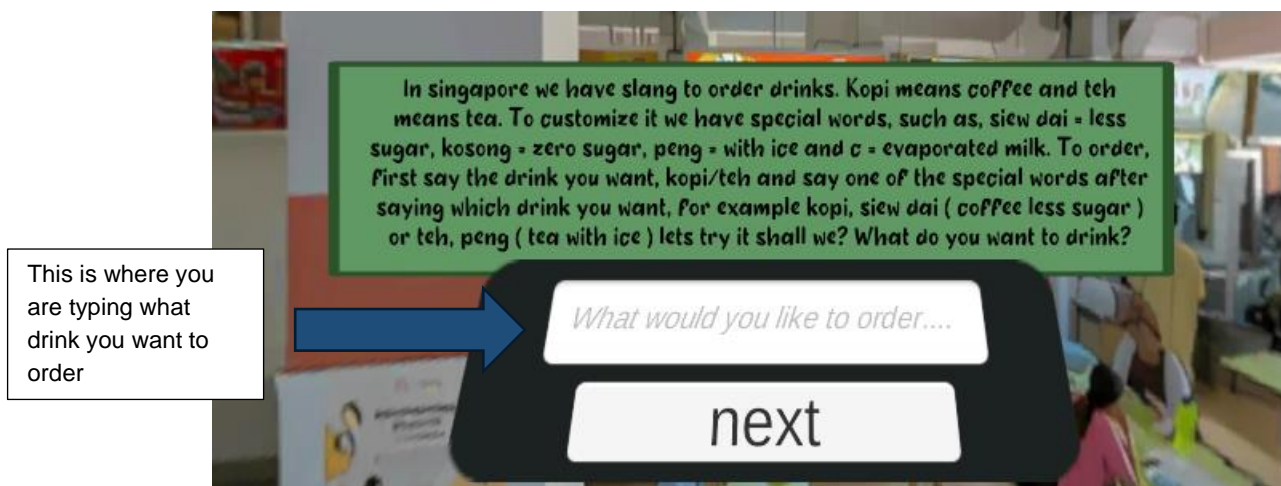 In singapore we have slang to order drinks. Kopi means coffee and teh
means tea. To customize it we have special words, such as, siew dai = less
sugar, kosong = zero sugar, peng = with ice and c = evaporated milk. To order,
first say the drink you want, kopi/teh and say one of the special words after
saying which drink you want, for example kopi, siew dai ( coffee less sugar )
or teh, peng ( tea with ice ) lets try it shall we? What do you want to drink?
This is where you
are typing what
drink you want to
order
What would you like to order....
next